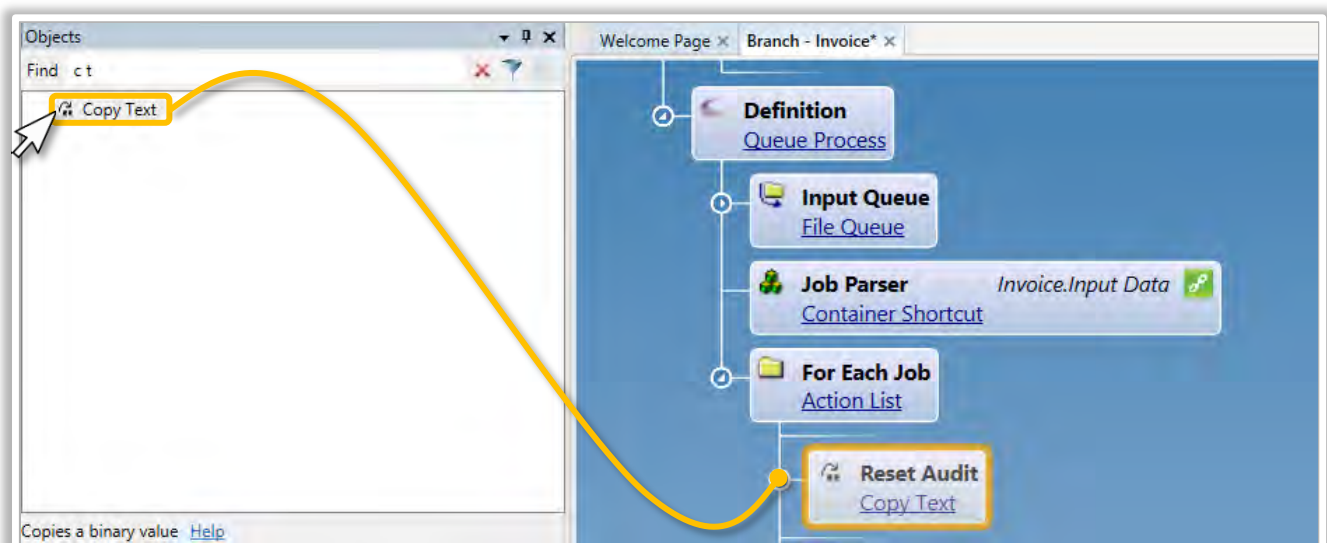 Objects
Find c t
Copy Text
Copies a binary value Help
Welcome Page Branch - Invoice*
Definition
Queue Process
Input Queue
File Queue
Job Parser Invoice.Input Data
Container Shortcut
For Each Job
Action List
Reset Audit
Copy Text